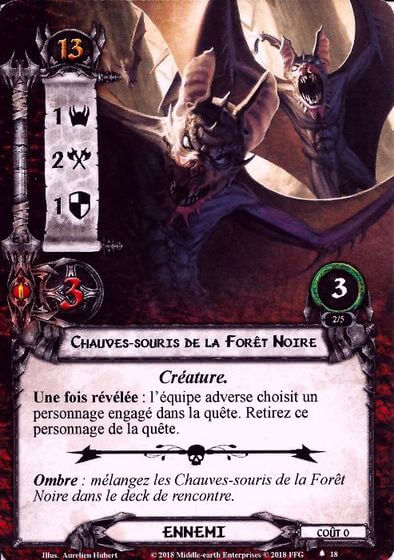 13
1
2
1
3
3
2/5
Chauves-souris de la Forêt Noire
Créature.
Une fois révélée : l'équipe adverse choisit un
personnage engagé dans la quête. Retirez ce
personnage de la quête.
Ombre : mélangez les Chauves-souris de la Forêt
Noire dans le deck de rencontre.
ENNEMI
COÛT 0
Illus. Aurelien Hubert © 2018 Middle-earth Enterprises © 2018 FFG 18